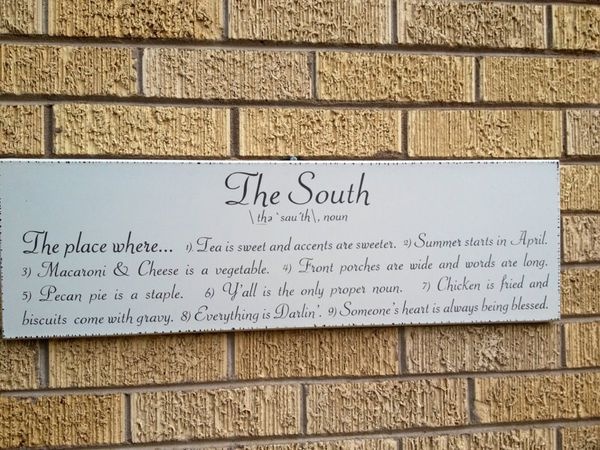 The South
\ thə ˈsau̇th \, noun
The place where... 1) Tea is sweet and accents are sweeter. 2) Summer starts in April.
3) Macaroni & Cheese is a vegetable. 4) Front porches are wide and words are long.
5) Pecan pie is a staple. 6) Y'all is the only proper noun. 7) Chicken is fried and
biscuits come with gravy. 8) Everything is Darlin'. 9) Someone's heart is always being blessed.